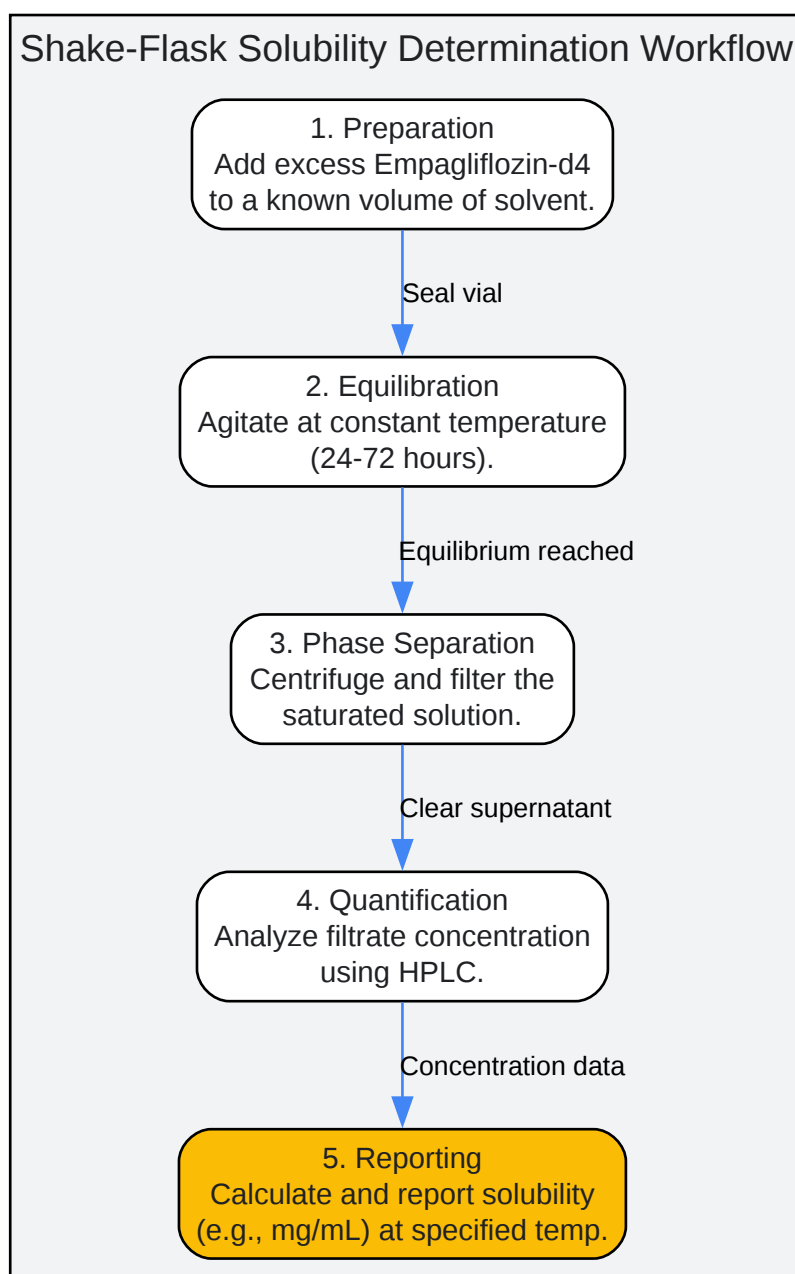 Shake-Flask Solubility Determination Workflow
1. Preparation
Add excess Empagliflozin-d4
to a known volume of solvent.
Seal vial
2. Equilibration
Agitate at constant temperature
(24-72 hours).
Equilibrium reached
3. Phase Separation
Centrifuge and filter the
saturated solution.
Clear supernatant
4. Quantification
Analyze filtrate concentration
using HPLC.
Concentration data
5. Reporting
Calculate and report solubility
(e.g., mg/mL) at specified temp.